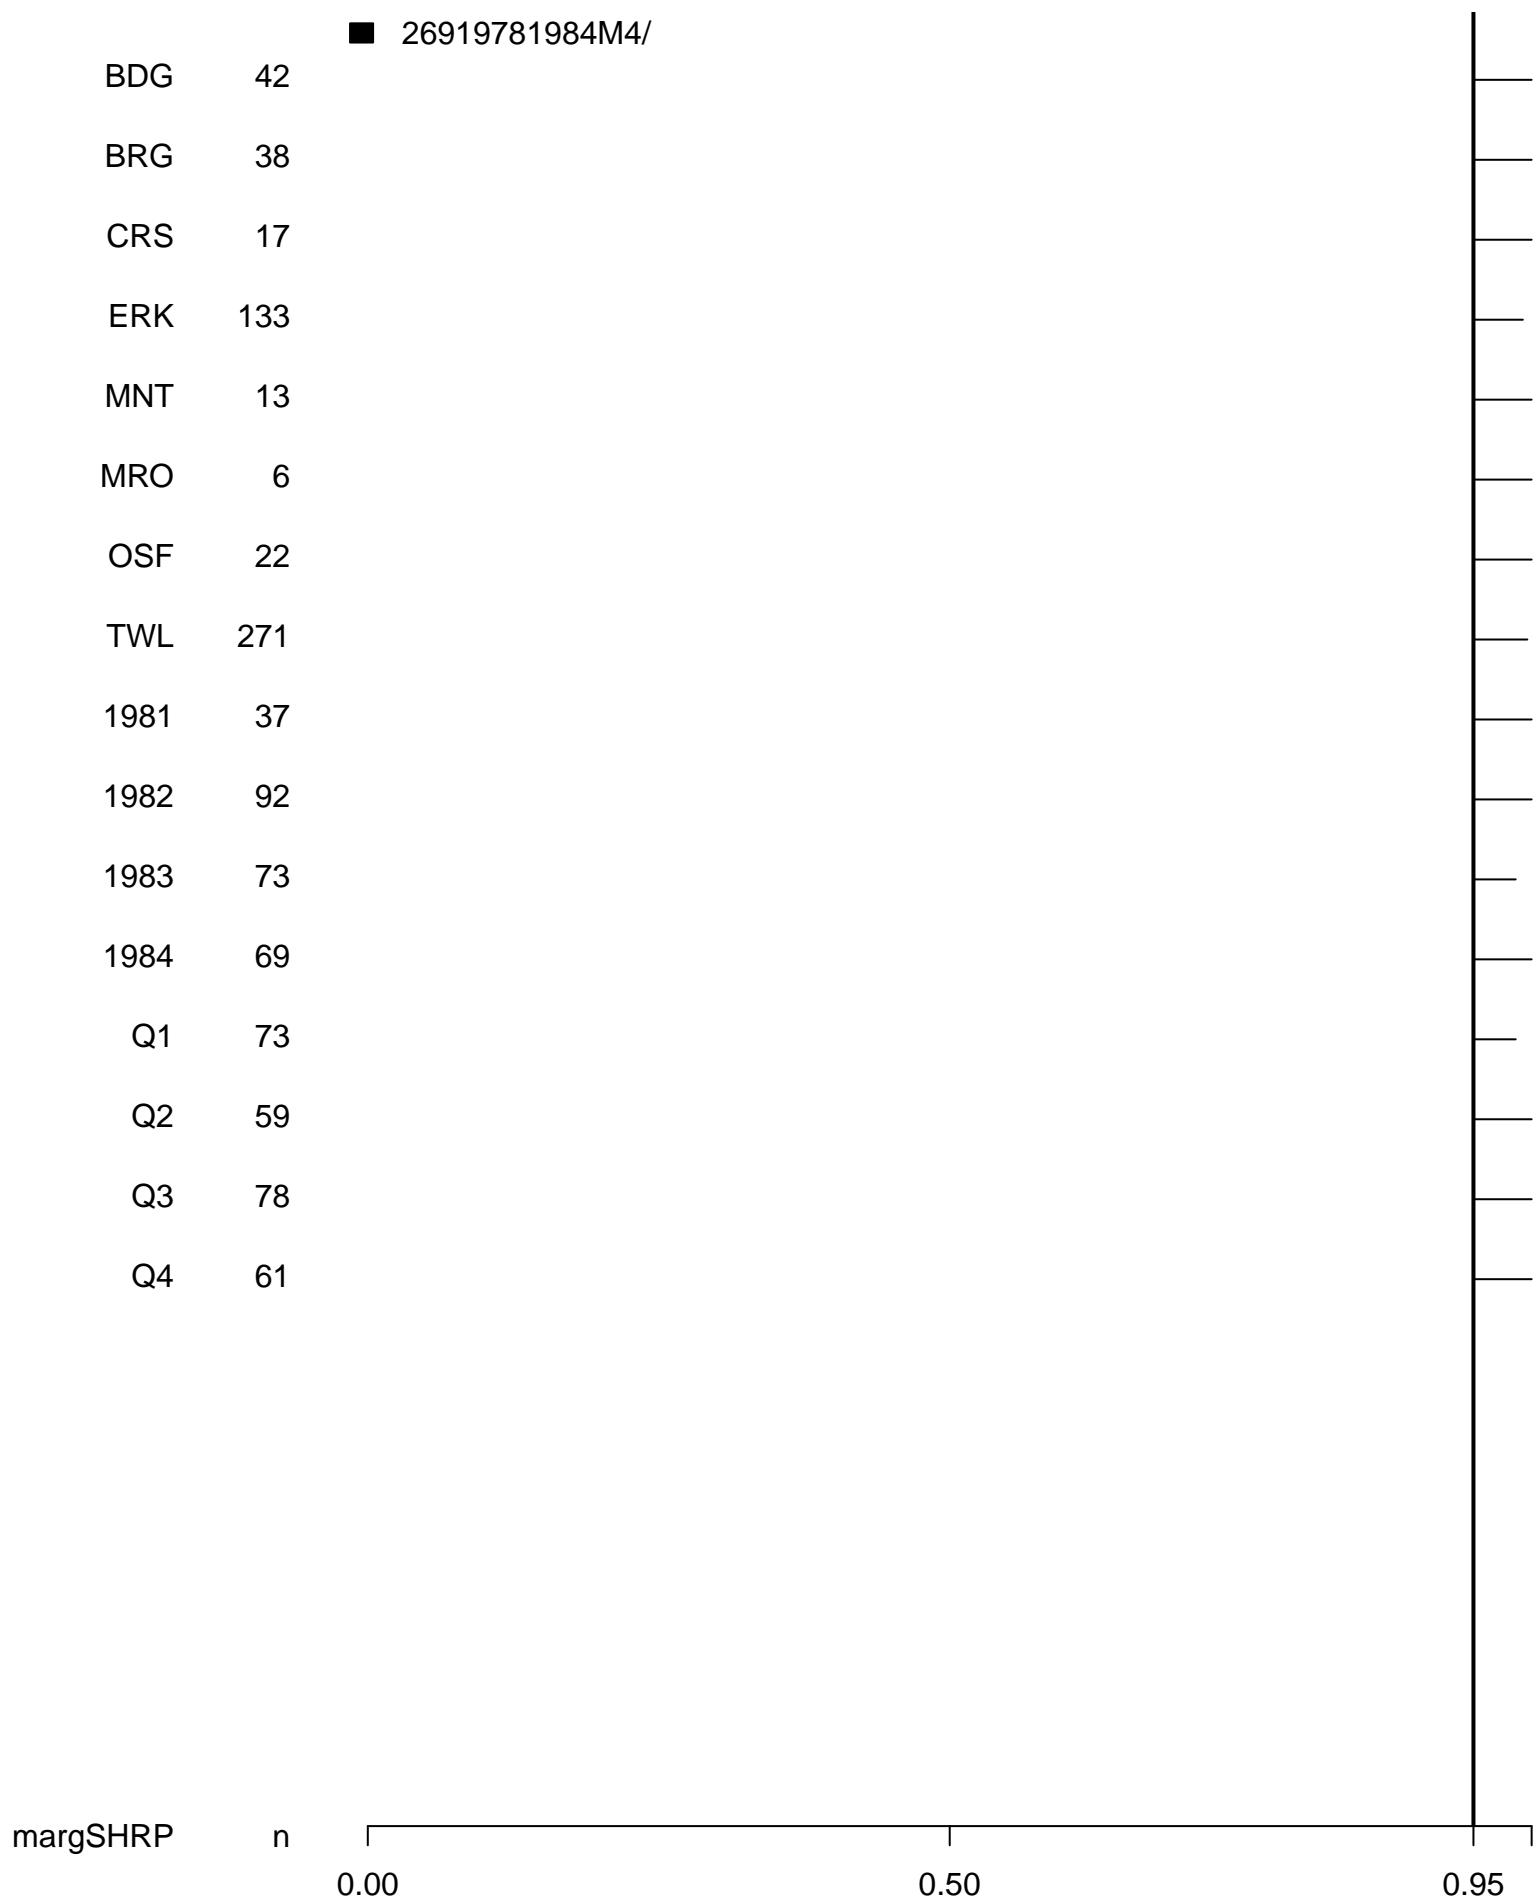 26919781984M4/
BDG 42
BRG 38
CRS 17
ERK 133
MNT 13
MRO 6
OSF 22
TWL 271
1981 37
1982 92
1983 73
1984 69
Q1 73
Q2 59
Q3 78
Q4 61
margSHRP n
0.00 0.50 0.95